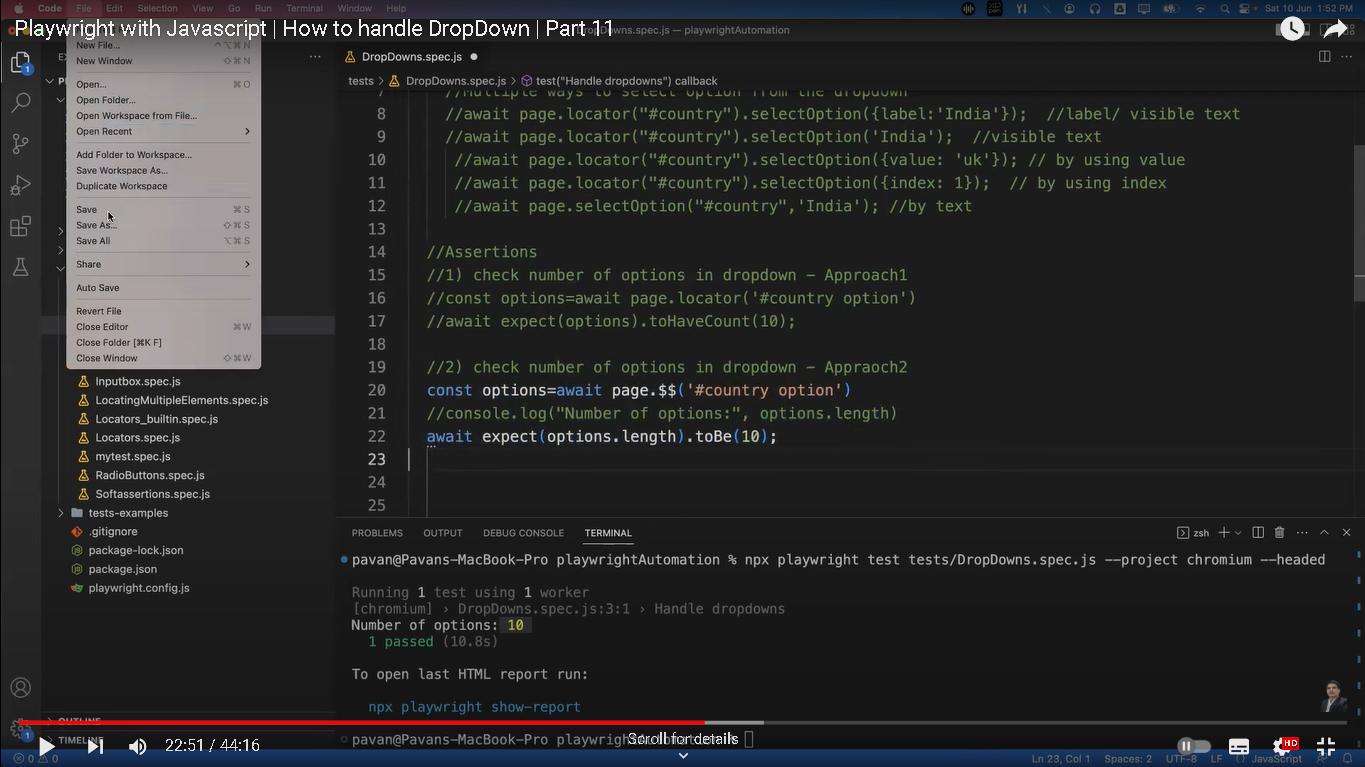 Code File Edit Selection View Go Run Terminal Window Help Sat 10 Jun 1:52 PM
Playwright with Javascript | How to handle DropDown | Part 11
DropDowns.spec.js — playwrightAutomation
New File... ⌃⌥⌘N
New Window ⇧⌘N
Open... ⌘O
Open Folder...
Open Workspace from File...
Open Recent
Add Folder to Workspace...
Save Workspace As...
Duplicate Workspace
Save ⌘S
Save As... ⇧⌘S
Save All ⌥⌘S
Share
Auto Save
Revert File
Close Editor ⌘W
Close Folder [⌘K F]
Close Window ⇧⌘W
Inputbox.spec.js
LocatingMultipleElements.spec.js
Locators_builtin.spec.js
Locators.spec.js
mytest.spec.js
RadioButtons.spec.js
Softassertions.spec.js
tests-examples
.gitignore
package-lock.json
package.json
playwright.config.js
OUTLINE
TIMELINE
DropDowns.spec.js
tests > DropDowns.spec.js > test("Handle dropdowns") callback
7 //Multiple ways to select option from the dropdown
8 //await page.locator("#country").selectOption({label:'India'}); //label/ visible text
9 //await page.locator("#country").selectOption('India'); //visible text
10 //await page.locator("#country").selectOption({value: 'uk'}); // by using value
11 //await page.locator("#country").selectOption({index: 1}); // by using index
12 //await page.selectOption("#country",'India'); //by text
13
14 //Assertions
15 //1) check number of options in dropdown - Approach1
16 //const options=await page.locator('#country option')
17 //await expect(options).toHaveCount(10);
18
19 //2) check number of options in dropdown - Appraoch2
20 const options=await page.$$('#country option')
21 //console.log("Number of options:", options.length)
22 await expect(options.length).toBe(10);
23
24
25
PROBLEMS OUTPUT DEBUG CONSOLE TERMINAL zsh
pavan@Pavans-MacBook-Pro playwrightAutomation % npx playwright test tests/DropDowns.spec.js --project chromium --headed
Running 1 test using 1 worker
[chromium] › DropDowns.spec.js:3:1 › Handle dropdowns
Number of options: 10
1 passed (10.8s)
To open last HTML report run:
npx playwright show-report
pavan@Pavans-MacBook-Pro
Scroll for details
22:51 / 44:16
HD
0 0 Ln 23, Col 1 Spaces: 2 UTF-8 LF JavaScript